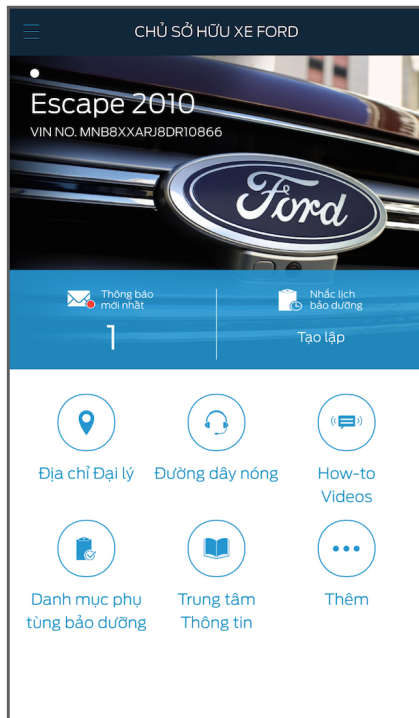 CHỦ SỞ HỮU XE FORD
Escape 2010
VIN NO. MNB8XXARJ8DR10866
Ford
Thông báo
mới nhất
1
Nhắc lịch
bảo dưỡng
Tạo lập
Địa chỉ Đại lý
Đường dây nóng
How-to
Videos
Danh mục phụ
tùng bảo dưỡng
Trung tâm
Thông tin
Thêm